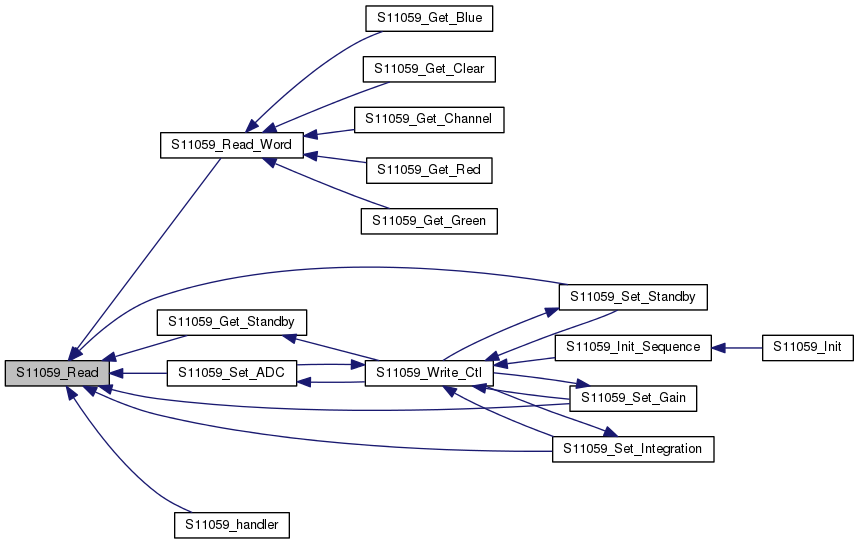 S11059_Get_Blue
S11059_Get_Clear
S11059_Get_Channel
S11059_Read_Word
S11059_Get_Red
S11059_Get_Green
S11059_Set_Standby
S11059_Get_Standby
S11059_Init_Sequence
S11059_Init
S11059_Read
S11059_Set_ADC
S11059_Write_Ctl
S11059_Set_Gain
S11059_Set_Integration
S11059_handler